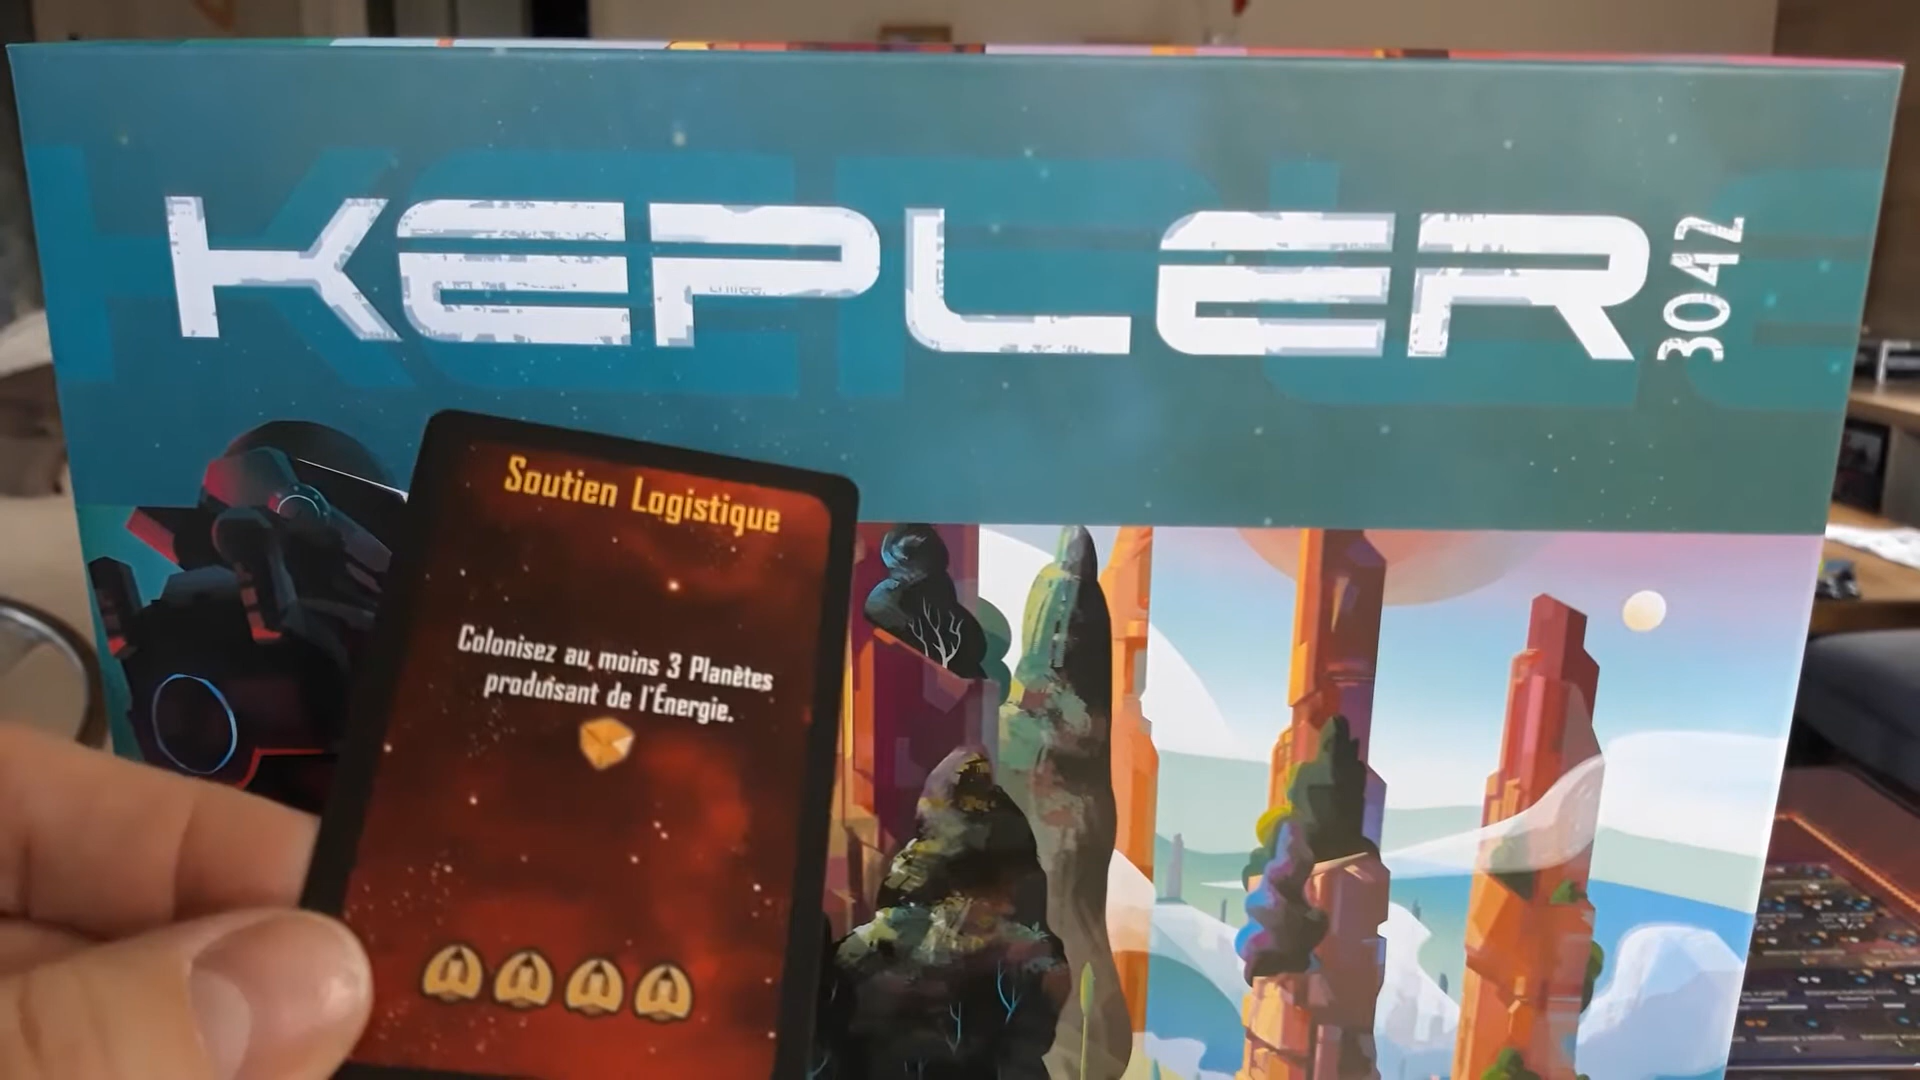 KEPLER
3042
Soutien Logistique
Colonisez au moins 3 Planètes
produisant de l'Énergie.